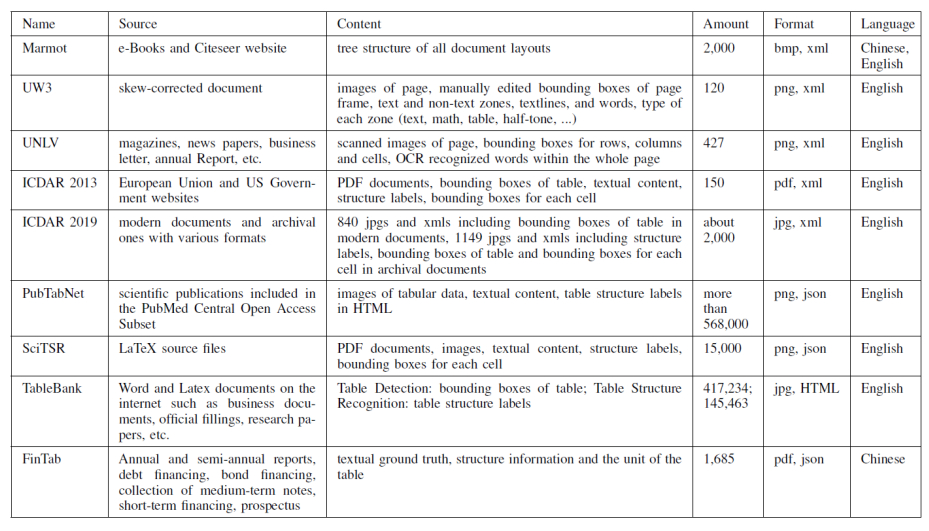 Name Source Content Amount Format Language
Marmot e-Books and Citeseer website tree structure of all document layouts 2,000 bmp, xml Chinese,
English
UW3 skew-corrected document images of page, manually edited bounding boxes of page 120 png, xml English
frame, text and non-text zones, textlines, and words, type of
each zone (text, math, table, half-tone, ...)
UNLV magazines, news papers, business scanned images of page, bounding boxes for rows, columns 427 png, xml English
letter, annual Report, etc. and cells, OCR recognized words within the whole page
ICDAR 2013 European Union and US Govern- PDF documents, bounding boxes of table, textual content, 150 pdf, xml English
ment websites structure labels, bounding boxes for each cell
ICDAR 2019 modern documents and archival 840 jpgs and xmls including bounding boxes of table in about jpg, xml English
ones with various formats modern documents, 1149 jpgs and xmls including structure 2,000
labels, bounding boxes of table and bounding boxes for each
cell in archival documents
PubTabNet scientific publications included in images of tabular data, textual content, table structure labels more png, json English
the PubMed Central Open Access in HTML than
Subset 568,000
SciTSR LaTeX source files PDF documents, images, textual content, structure labels, 15,000 png, json English
bounding boxes for each cell
TableBank Word and Latex documents on the Table Detection: bounding boxes of table; Table Structure 417,234; jpg, HTML English
internet such as business docu- Recognition: table structure labels 145,463
ments, official fillings, research pa-
pers, etc.
FinTab Annual and semi-annual reports, textual ground truth, structure information and the unit of the 1,685 pdf, json Chinese
debt financing, bond financing, table
collection of medium-term notes,
short-term financing, prospectus